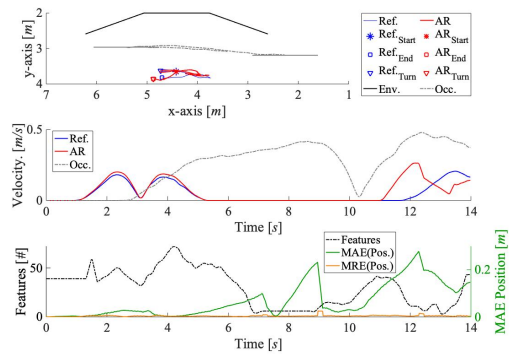 2
3
4
y-axis [m]
7
6
5
4
3
2
1
x-axis [m]
Ref.
Ref.Start
Ref.End
Ref.Turn
Env.
AR
ARStart
AREnd
ARTurn
Occ.
0.5
0
Velocity. [m/s]
Ref.
AR
Occ.
0
2
4
6
8
10
12
14
Time [s]
50
0
Features [#]
Features
MAE(Pos.)
MRE(Pos.)
0.2
0
MAE Position [m]
0
2
4
6
8
10
12
14
Time [s]